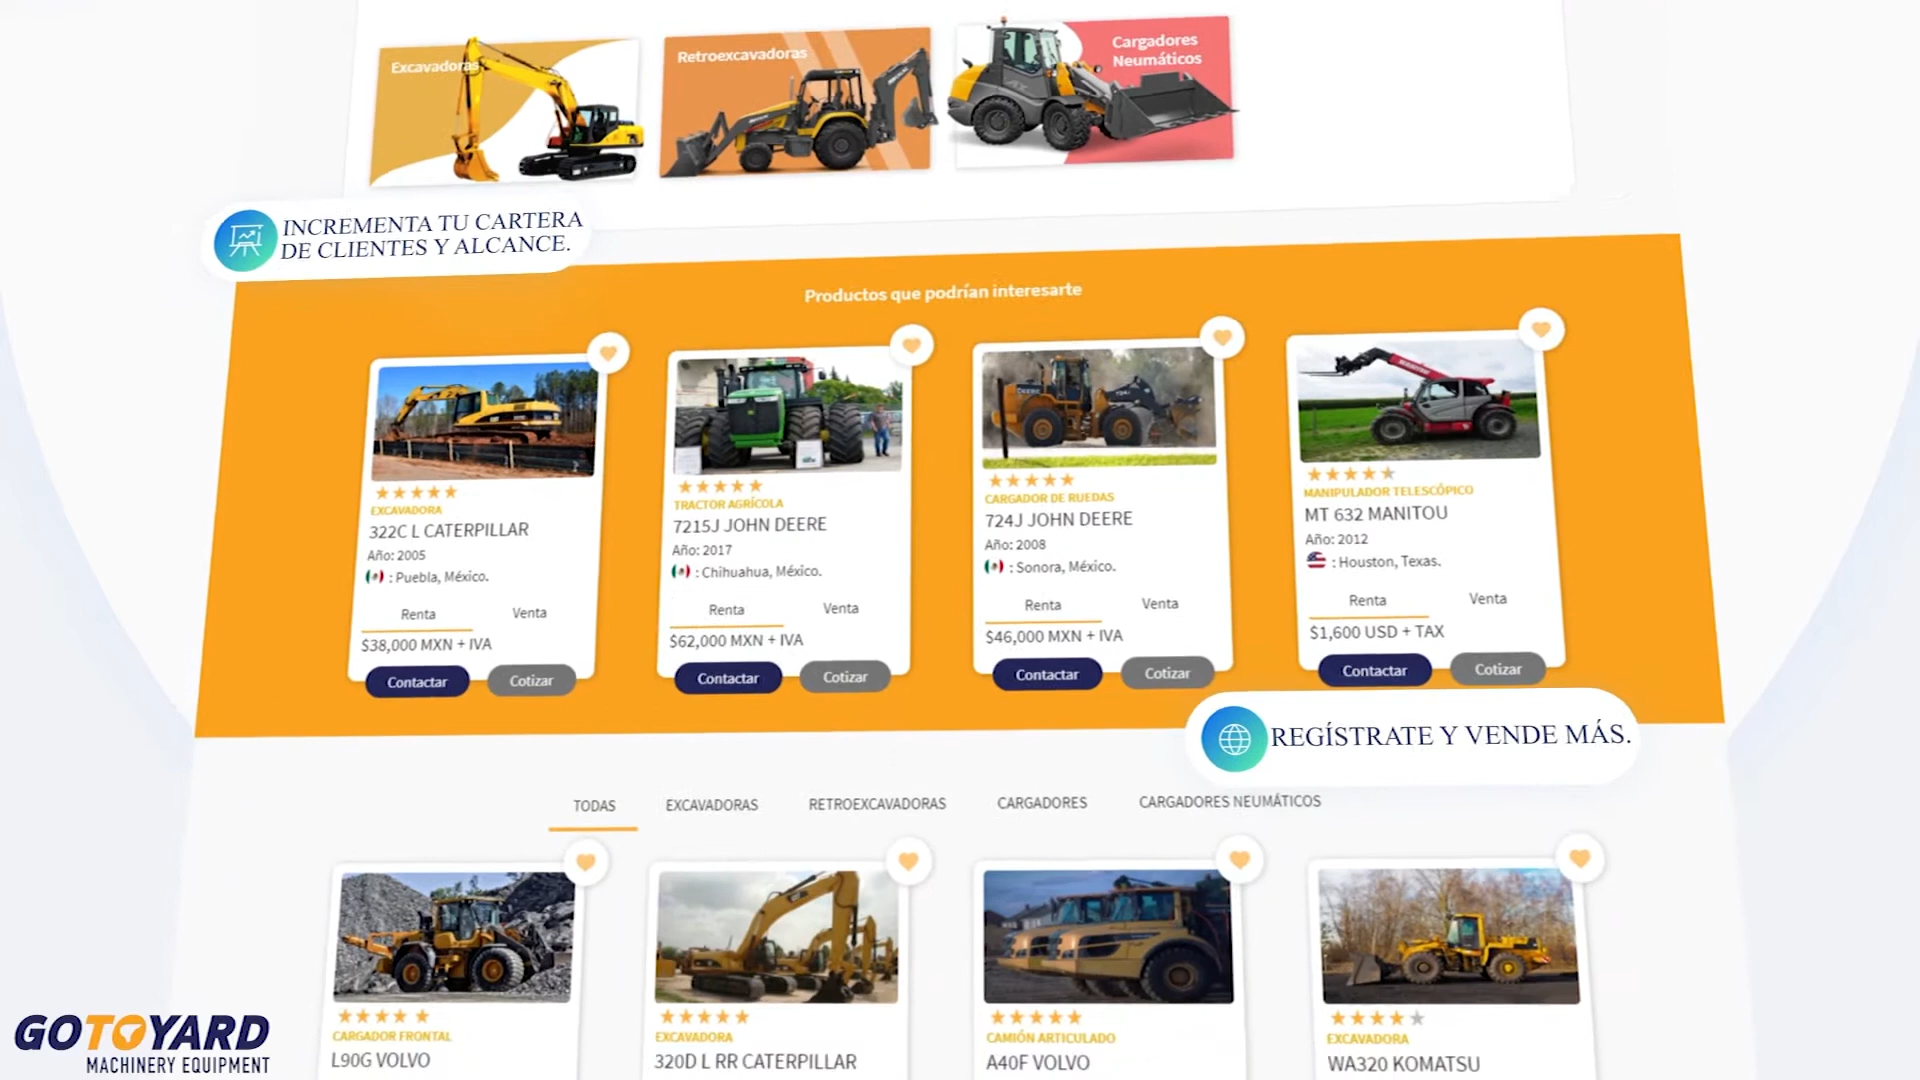 Excavadoras
Retroexcavadoras
Cargadores
Neumáticos
INCREMENTA TU CARTERA
DE CLIENTES Y ALCANCE.
Productos que podrían interesarte
EXCAVADORA
322C L CATERPILLAR
Año: 2005
: Puebla, México.
Renta Venta
$38,000 MXN + IVA
Contactar Cotizar
TRACTOR AGRÍCOLA
7215J JOHN DEERE
Año: 2017
: Chihuahua, México.
Renta Venta
$62,000 MXN + IVA
Contactar Cotizar
CARGADOR DE RUEDAS
724J JOHN DEERE
Año: 2008
: Sonora, México.
Renta Venta
$46,000 MXN + IVA
Contactar Cotizar
MANIPULADOR TELESCÓPICO
MT 632 MANITOU
Año: 2012
: Houston, Texas.
Renta Venta
$1,600 USD + TAX
Contactar Cotizar
REGÍSTRATE Y VENDE MÁS.
TODAS EXCAVADORAS RETROEXCAVADORAS CARGADORES CARGADORES NEUMÁTICOS
CARGADOR FRONTAL
L90G VOLVO
EXCAVADORA
320D L RR CATERPILLAR
CAMIÓN ARTICULADO
A40F VOLVO
EXCAVADORA
WA320 KOMATSU
GOTOYARD
MACHINERY EQUIPMENT